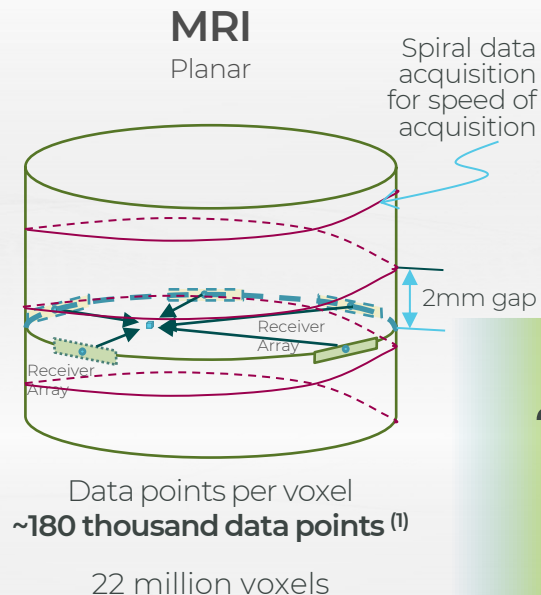 MRI
Planar
Spiral data
acquisition
for speed of
acquisition
2mm gap
Receiver
Array
Receiver
Array
Data points per voxel
~180 thousand data points (1)
22 million voxels